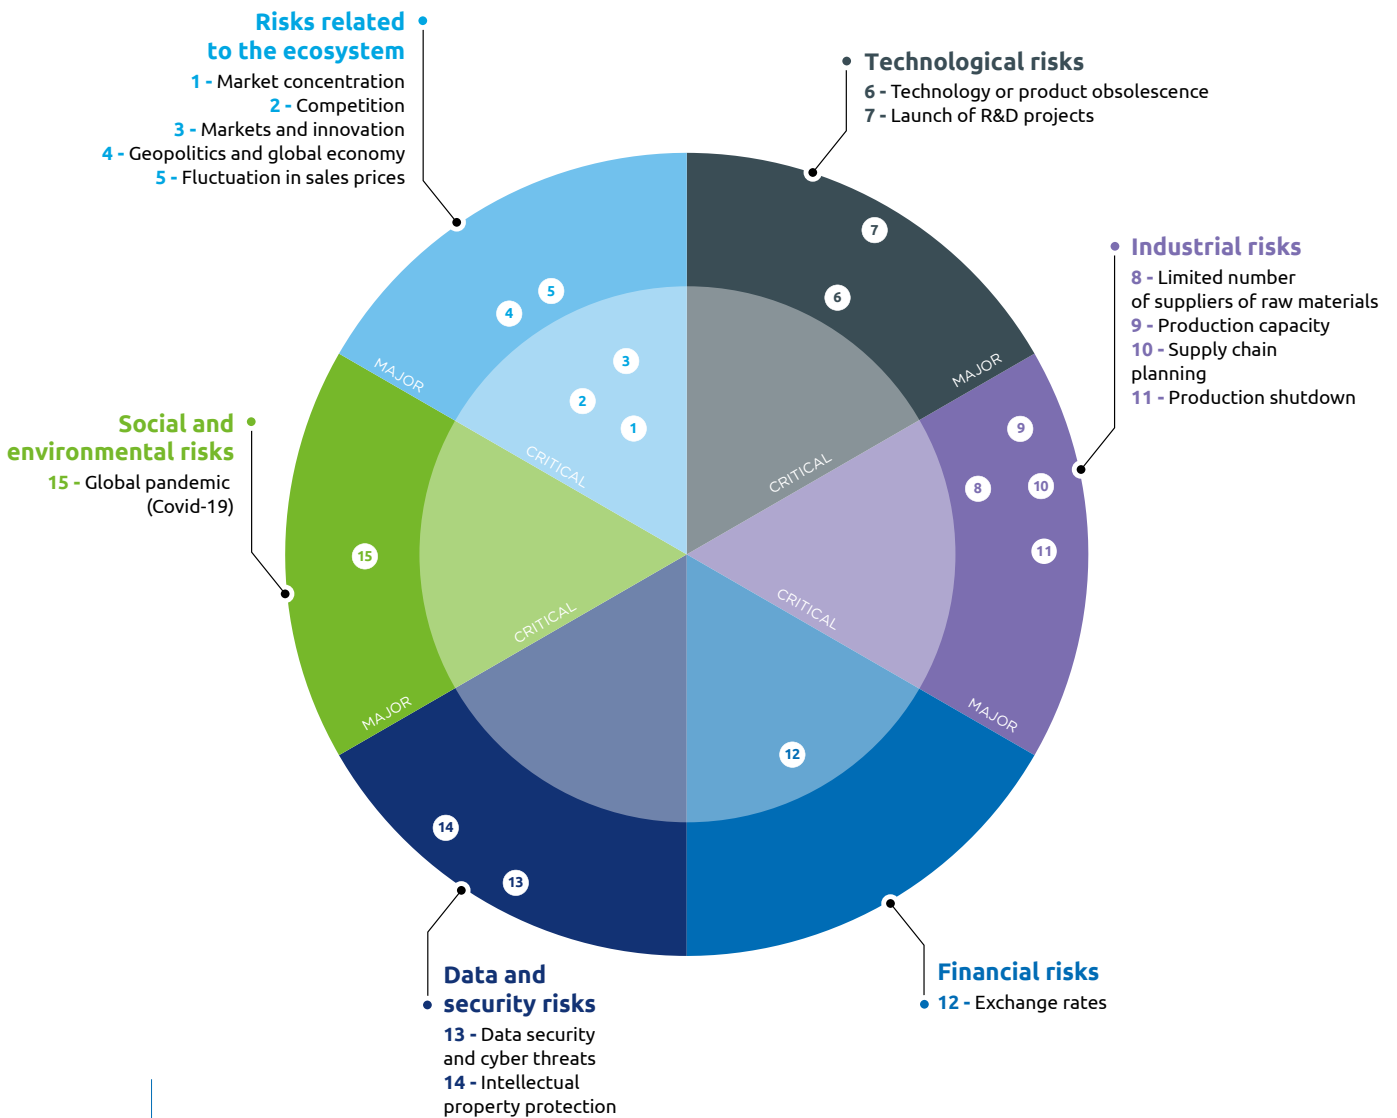 Risks related
to the ecosystem
1 - Market concentration
2 - Competition
3 - Markets and innovation
4 - Geopolitics and global economy
5 - Fluctuation in sales prices
Technological risks
6 - Technology or product obsolescence
7 - Launch of R&D projects
Industrial risks
8 - Limited number
of suppliers of raw materials
9 - Production capacity
10 - Supply chain
planning
11 - Production shutdown
Social and
environmental risks
15 - Global pandemic
(Covid-19)
7
5
6
4
MAJOR
MAJOR
3
2
1
9
CRITICAL
CRITICAL
8
10
11
15
CRITICAL
CRITICAL
MAJOR
MAJOR
12
14
13
Data and
security risks
13 - Data security
and cyber threats
14 - Intellectual
property protection
Financial risks
12 - Exchange rates